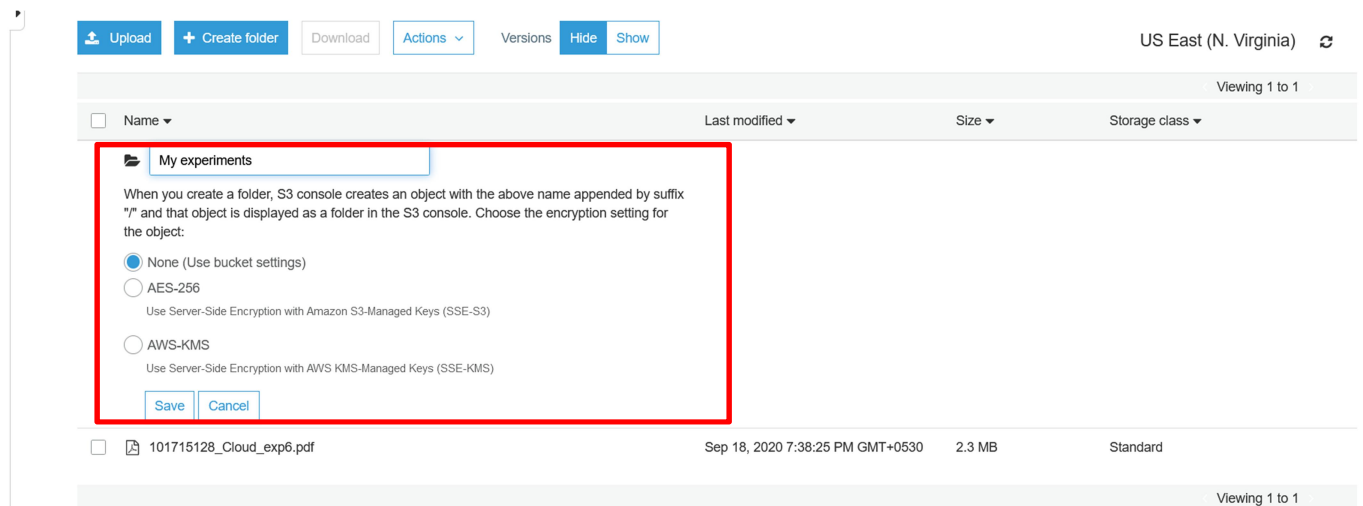 Upload + Create folder Download Actions Versions Hide Show US East (N. Virginia)
Viewing 1 to 1
Name Last modified Size Storage class
My experiments
When you create a folder, S3 console creates an object with the above name appended by suffix
"/" and that object is displayed as a folder in the S3 console. Choose the encryption setting for
the object:
None (Use bucket settings)
AES-256
Use Server-Side Encryption with Amazon S3-Managed Keys (SSE-S3)
AWS-KMS
Use Server-Side Encryption with AWS KMS-Managed Keys (SSE-KMS)
Save Cancel
101715128_Cloud_exp6.pdf Sep 18, 2020 7:38:25 PM GMT+0530 2.3 MB Standard
Viewing 1 to 1